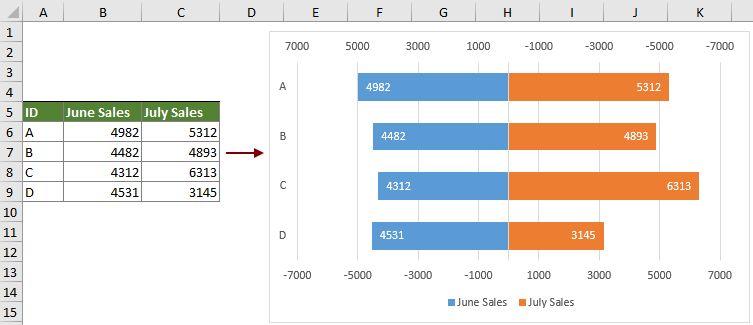 A B C D E F G H I J K
1
2
3
4
5
6
7
8
9
10
11
12
13
14
15
ID June Sales July Sales
A 4982 5312
B 4482 4893
C 4312 6313
D 4531 3145
7000 5000 3000 1000 -1000 -3000 -5000 -7000
A 4982 5312
B 4482 4893
C 4312 6313
D 4531 3145
-7000 -5000 -3000 -1000 1000 3000 5000 7000
June Sales July Sales